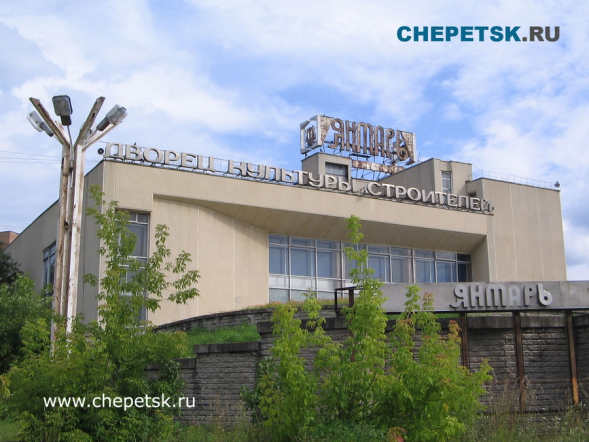 CHEPETSK.RU
ЯНТАРЬ
ДВОРЕЦ КУЛЬТУРЫ СТРОИТЕЛЕЙ
ЯНТАРЬ
www.chepetsk.ru